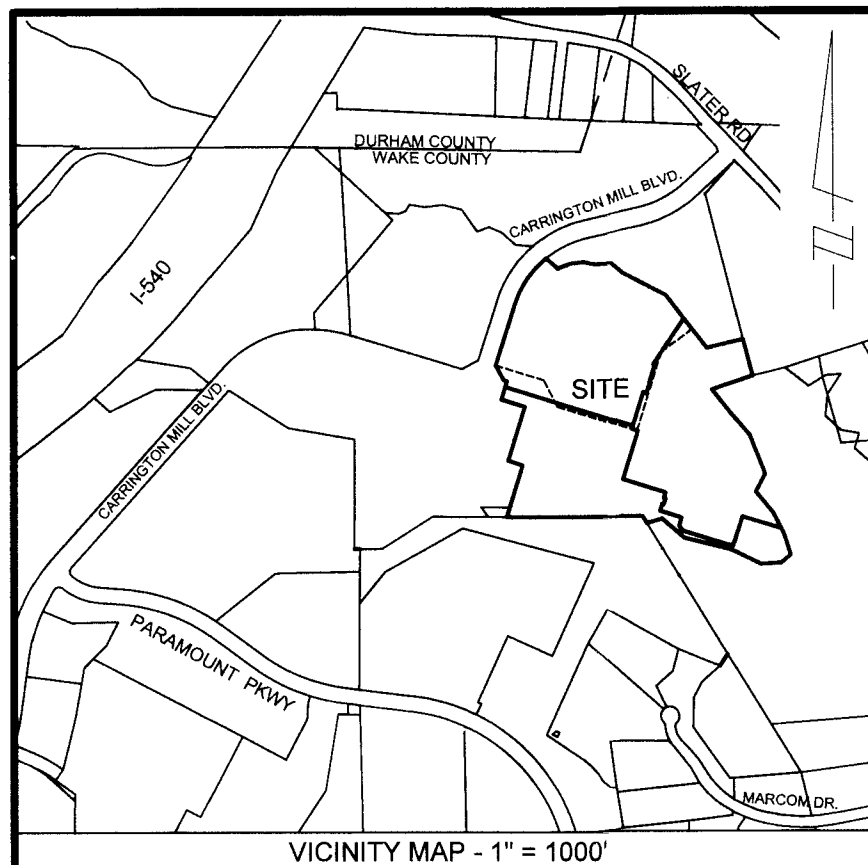 SLATER RD
DURHAM COUNTY
WAKE COUNTY
CARRINGTON MILL BLVD.
N
I-540
SITE
CARRINGTON MILL BLVD.
PARAMOUNT PKWY
MARCOM DR.
VICINITY MAP - 1" = 1000'